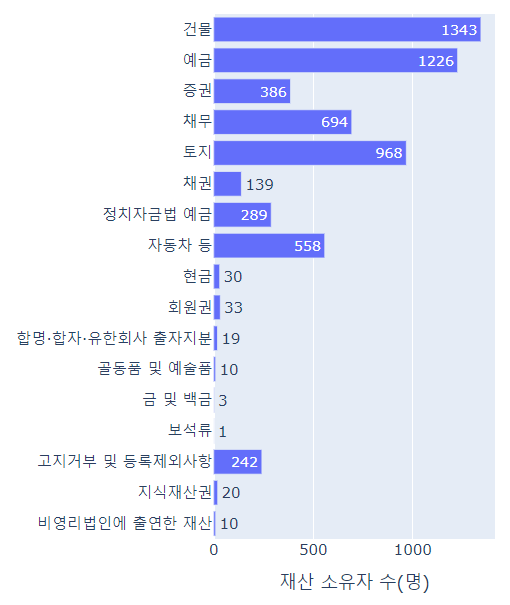 건물 1343
예금 1226
증권 386
채무 694
토지 968
채권 139
정치자금법 예금 289
자동차 등 558
현금 30
회원권 33
합명·합자·유한회사 출자지분 19
골동품 및 예술품 10
금 및 백금 3
보석류 1
고지거부 및 등록제외사항 242
지식재산권 20
비영리법인에 출연한 재산 10
0 500 1000
재산 소유자 수(명)